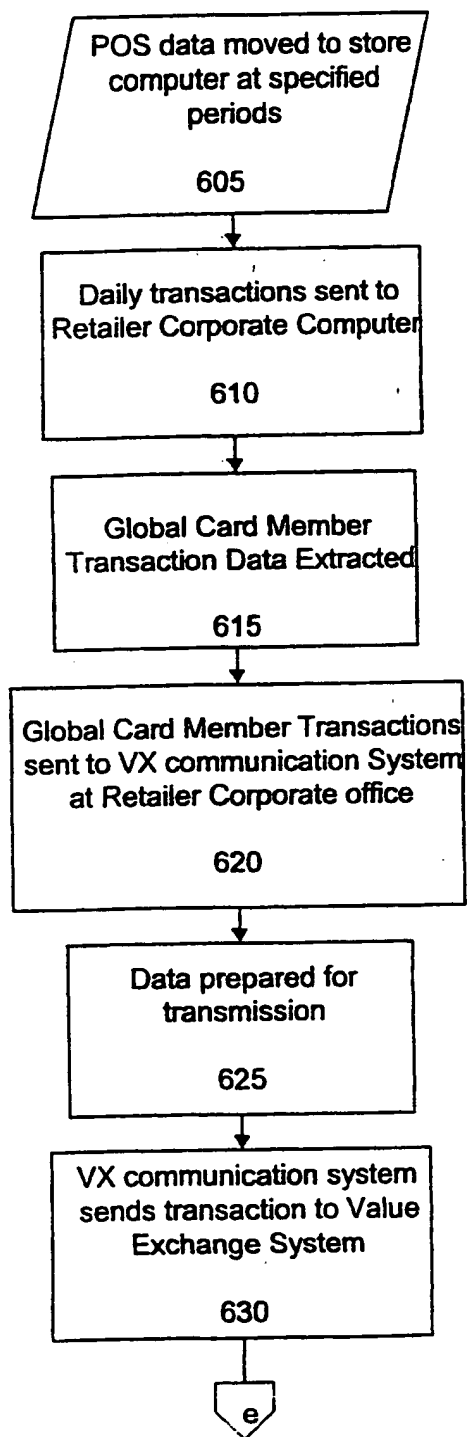 POS data moved to store
computer at specified
periods
605
Daily transactions sent to
Retailer Corporate Computer
610
Global Card Member
Transaction Data Extracted
615
Global Card Member Transactions
sent to VX communication System
at Retailer Corporate office
620
Data prepared for
transmission
625
VX communication system
sends transaction to Value
Exchange System
630
e